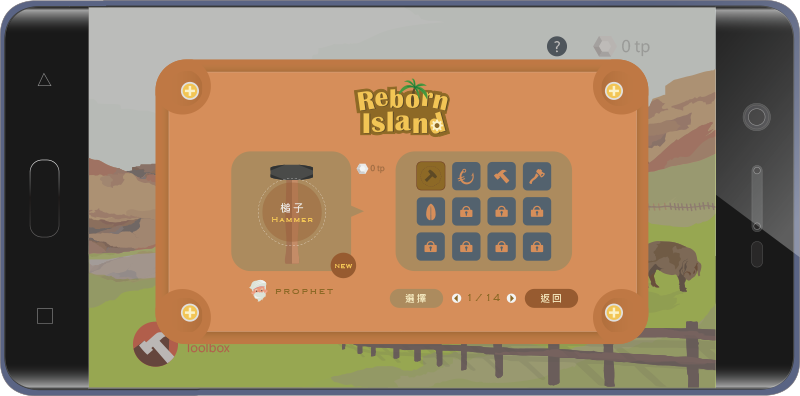 ?
0 tp
Reborn
Island
0 tp
槌子
HAMMER
NEW
PROPHET
選擇
1/14
返回
Toolbox